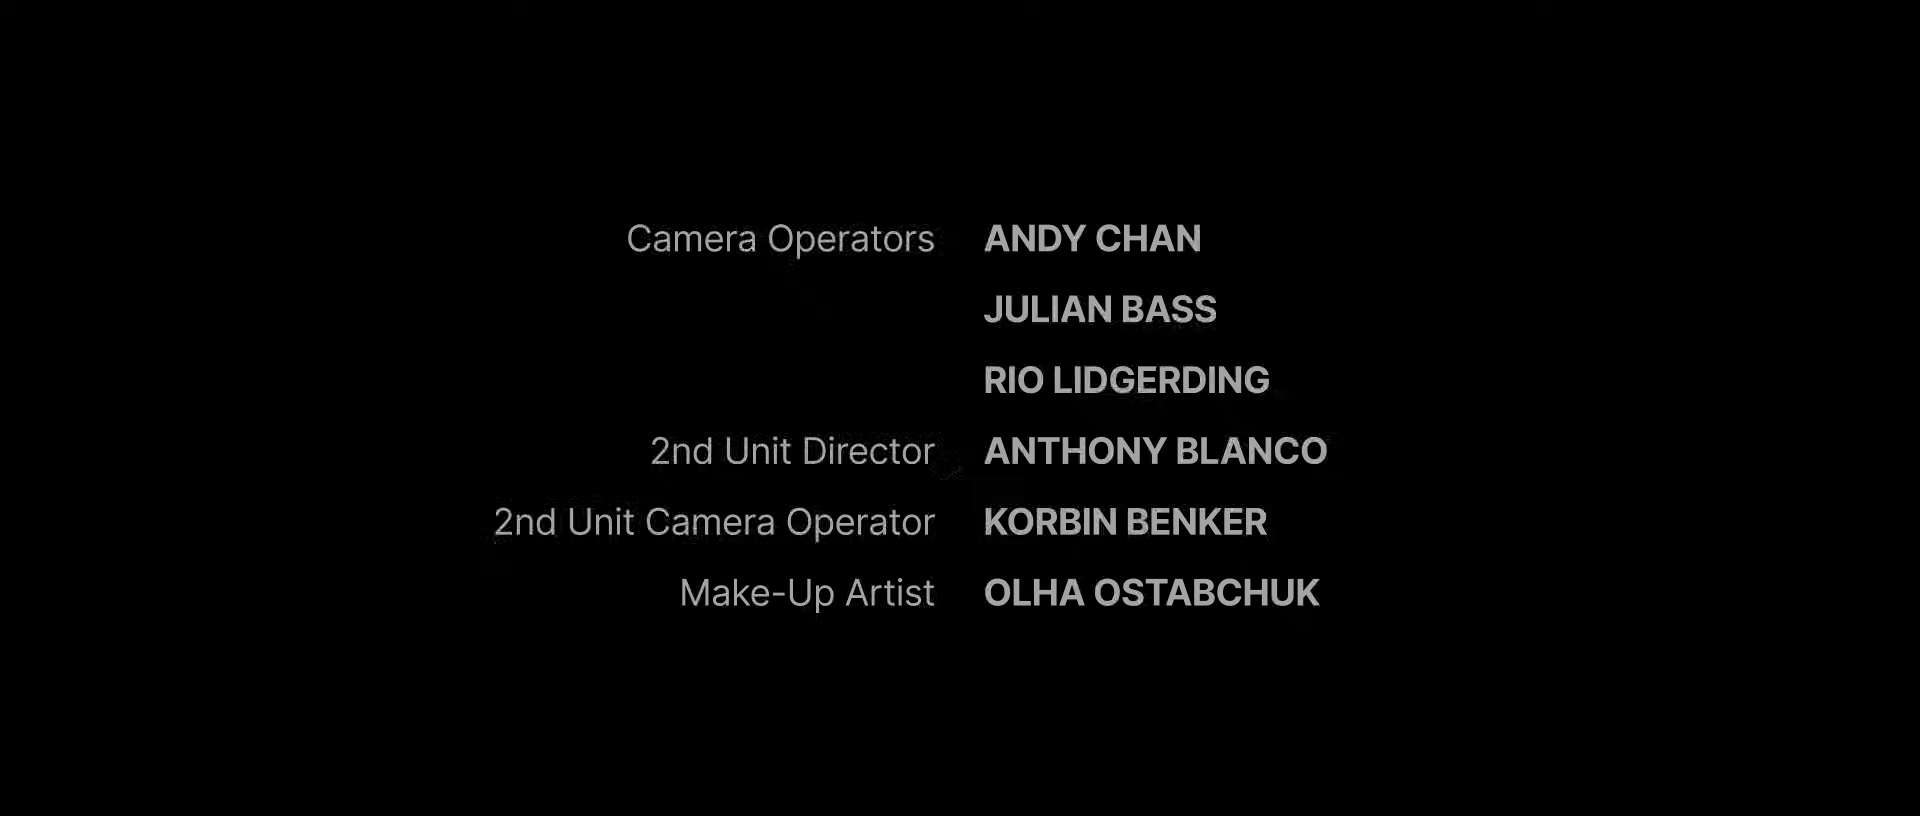 Camera Operators ANDY CHAN
JULIAN BASS
RIO LIDGERDING
2nd Unit Director ANTHONY BLANCO
2nd Unit Camera Operator KORBIN BENKER
Make-Up Artist OLHA OSTABCHUK